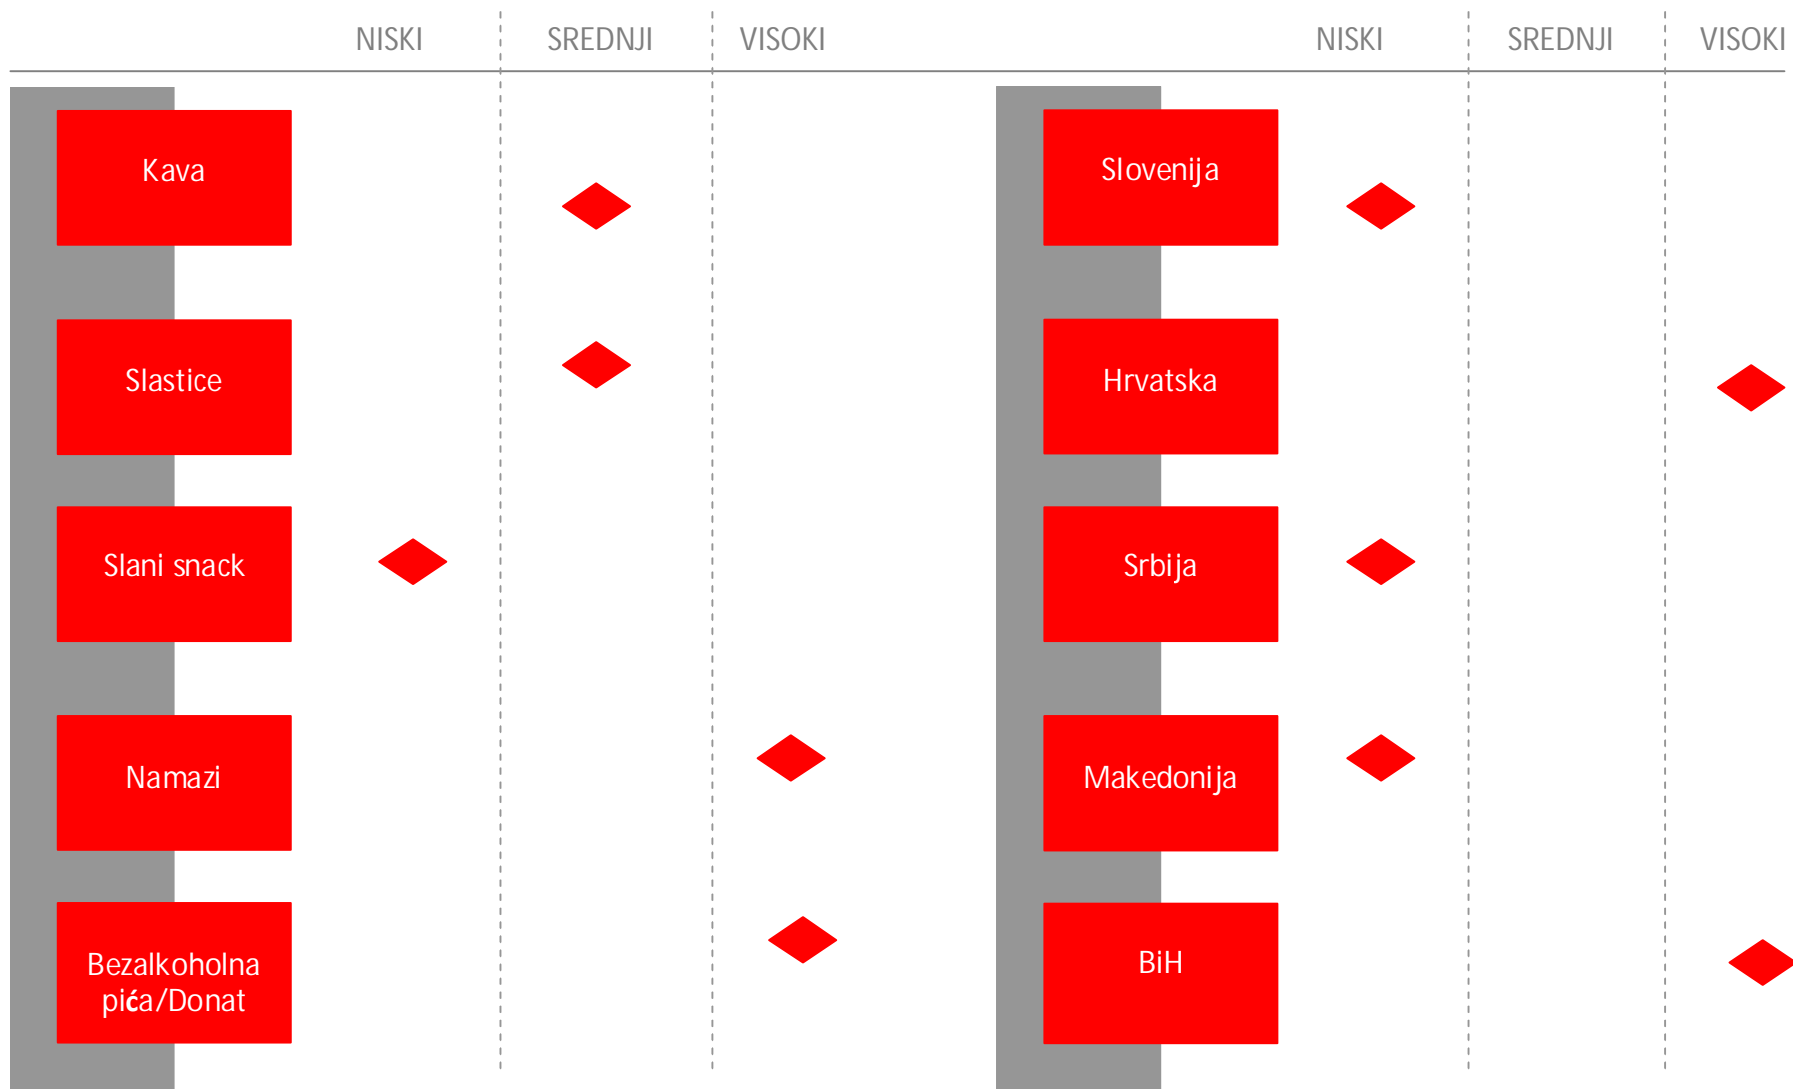 NISKI SREDNJI VISOKI
NISKI SREDNJI VISOKI
Kava
Slastice
Slani snack
Namazi
Bezalkoholna
pića/Donat
Slovenija
Hrvatska
Srbija
Makedonija
BiH